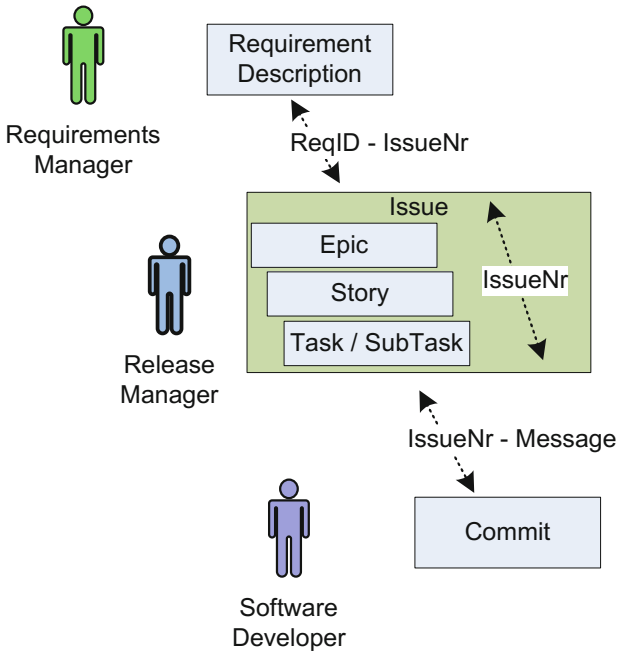 Requirement
Description
Requirements
Manager
ReqID - IssueNr
Issue
Epic
IssueNr
Story
Task / SubTask
Release
Manager
IssueNr - Message
Commit
Software
Developer